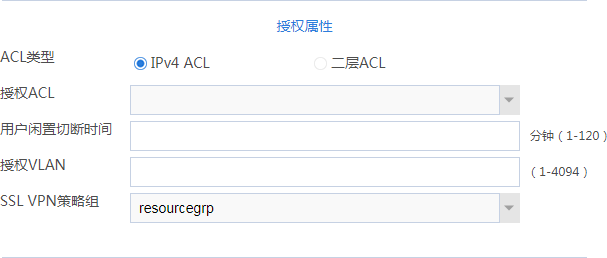 授权属性
ACL类型 IPv4 ACL 二层ACL
授权ACL
用户闲置切断时间 分钟（1-120）
授权VLAN （1-4094）
SSL VPN策略组 resourcegrp